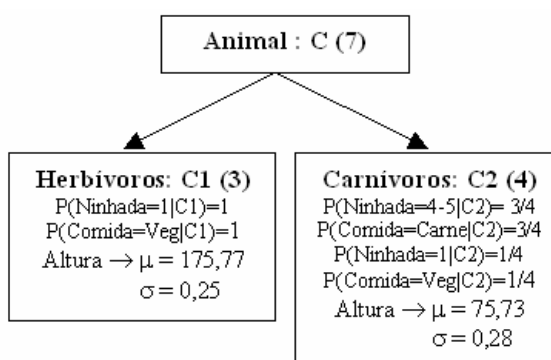 Animal : C (7)
Herbívoros: C1 (3)
P(Ninhada=1|C1)=1
P(Comida=Veg|C1)=1
Altura → μ = 175,77
σ = 0,25
Carnívoros: C2 (4)
P(Ninhada=4-5|C2)= 3/4
P(Comida=Carne|C2)=3/4
P(Ninhada=1|C2)=1/4
P(Comida=Veg|C2)=1/4
Altura → μ = 75,73
σ = 0,28